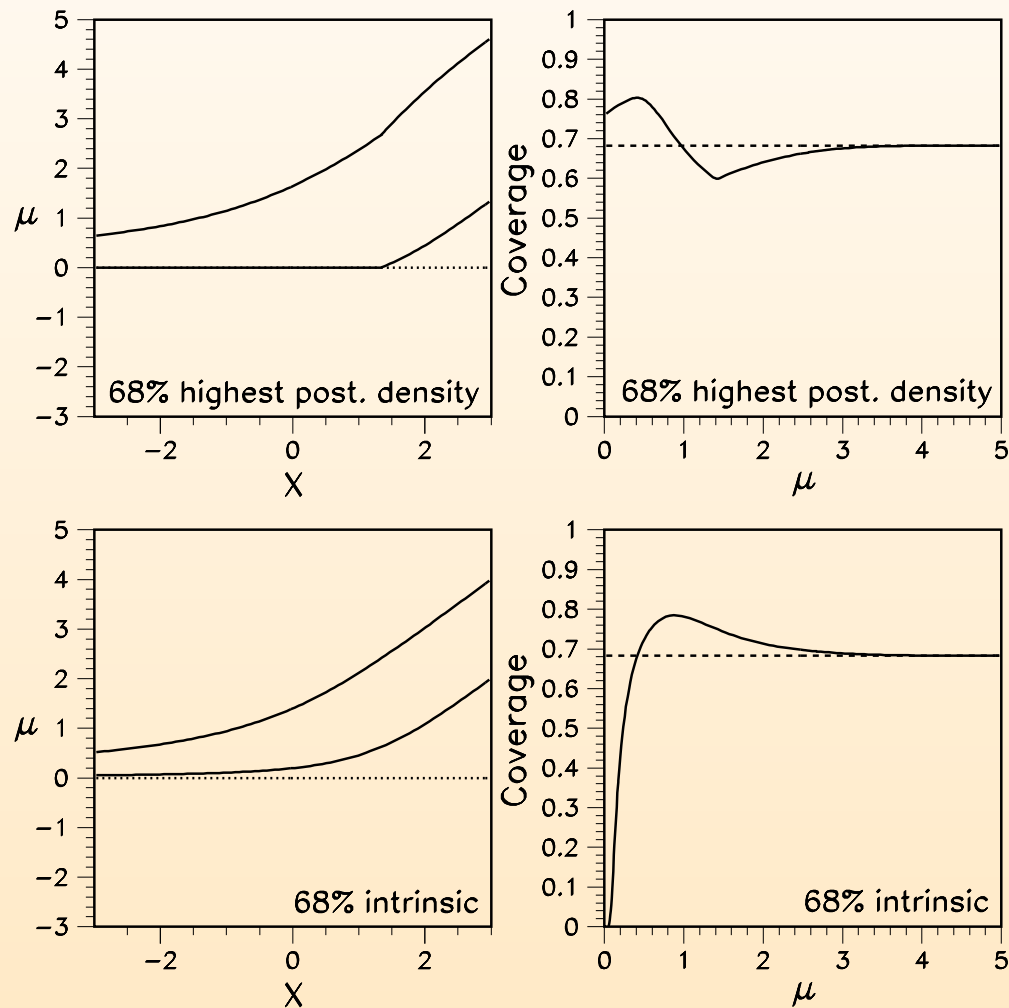 5
4
3
2
1
0
−1
−2
−3
μ
−2 0 2
X
68% highest post. density
1
0.9
0.8
0.7
0.6
0.5
0.4
0.3
0.2
0.1
0
Coverage
0 1 2 3 4 5
μ
68% highest post. density
5
4
3
2
1
0
−1
−2
−3
μ
−2 0 2
X
68% intrinsic
1
0.9
0.8
0.7
0.6
0.5
0.4
0.3
0.2
0.1
0
Coverage
0 1 2 3 4 5
μ
68% intrinsic